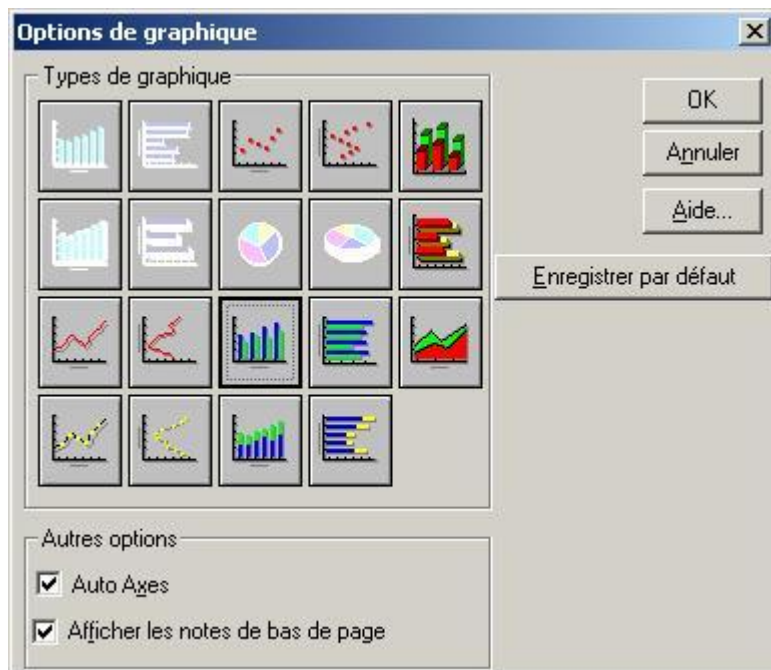 Options de graphique
Types de graphique
OK
Annuler
Aide...
Enregistrer par défaut
Autres options
Auto Axes
Afficher les notes de bas de page